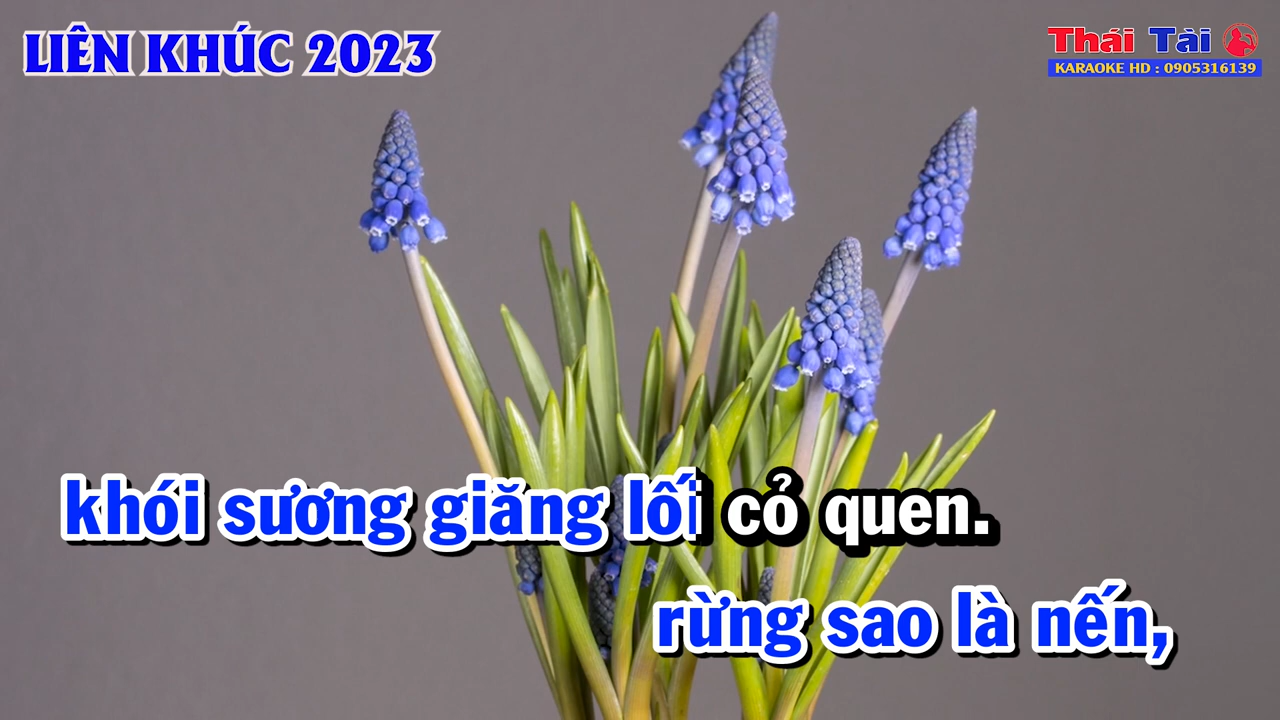 LIÊN KHÚC 2023
Thái Tài
KARAOKE HD : 0905316139
khói sương giăng lối cỏ quen.
rừng sao là nến,